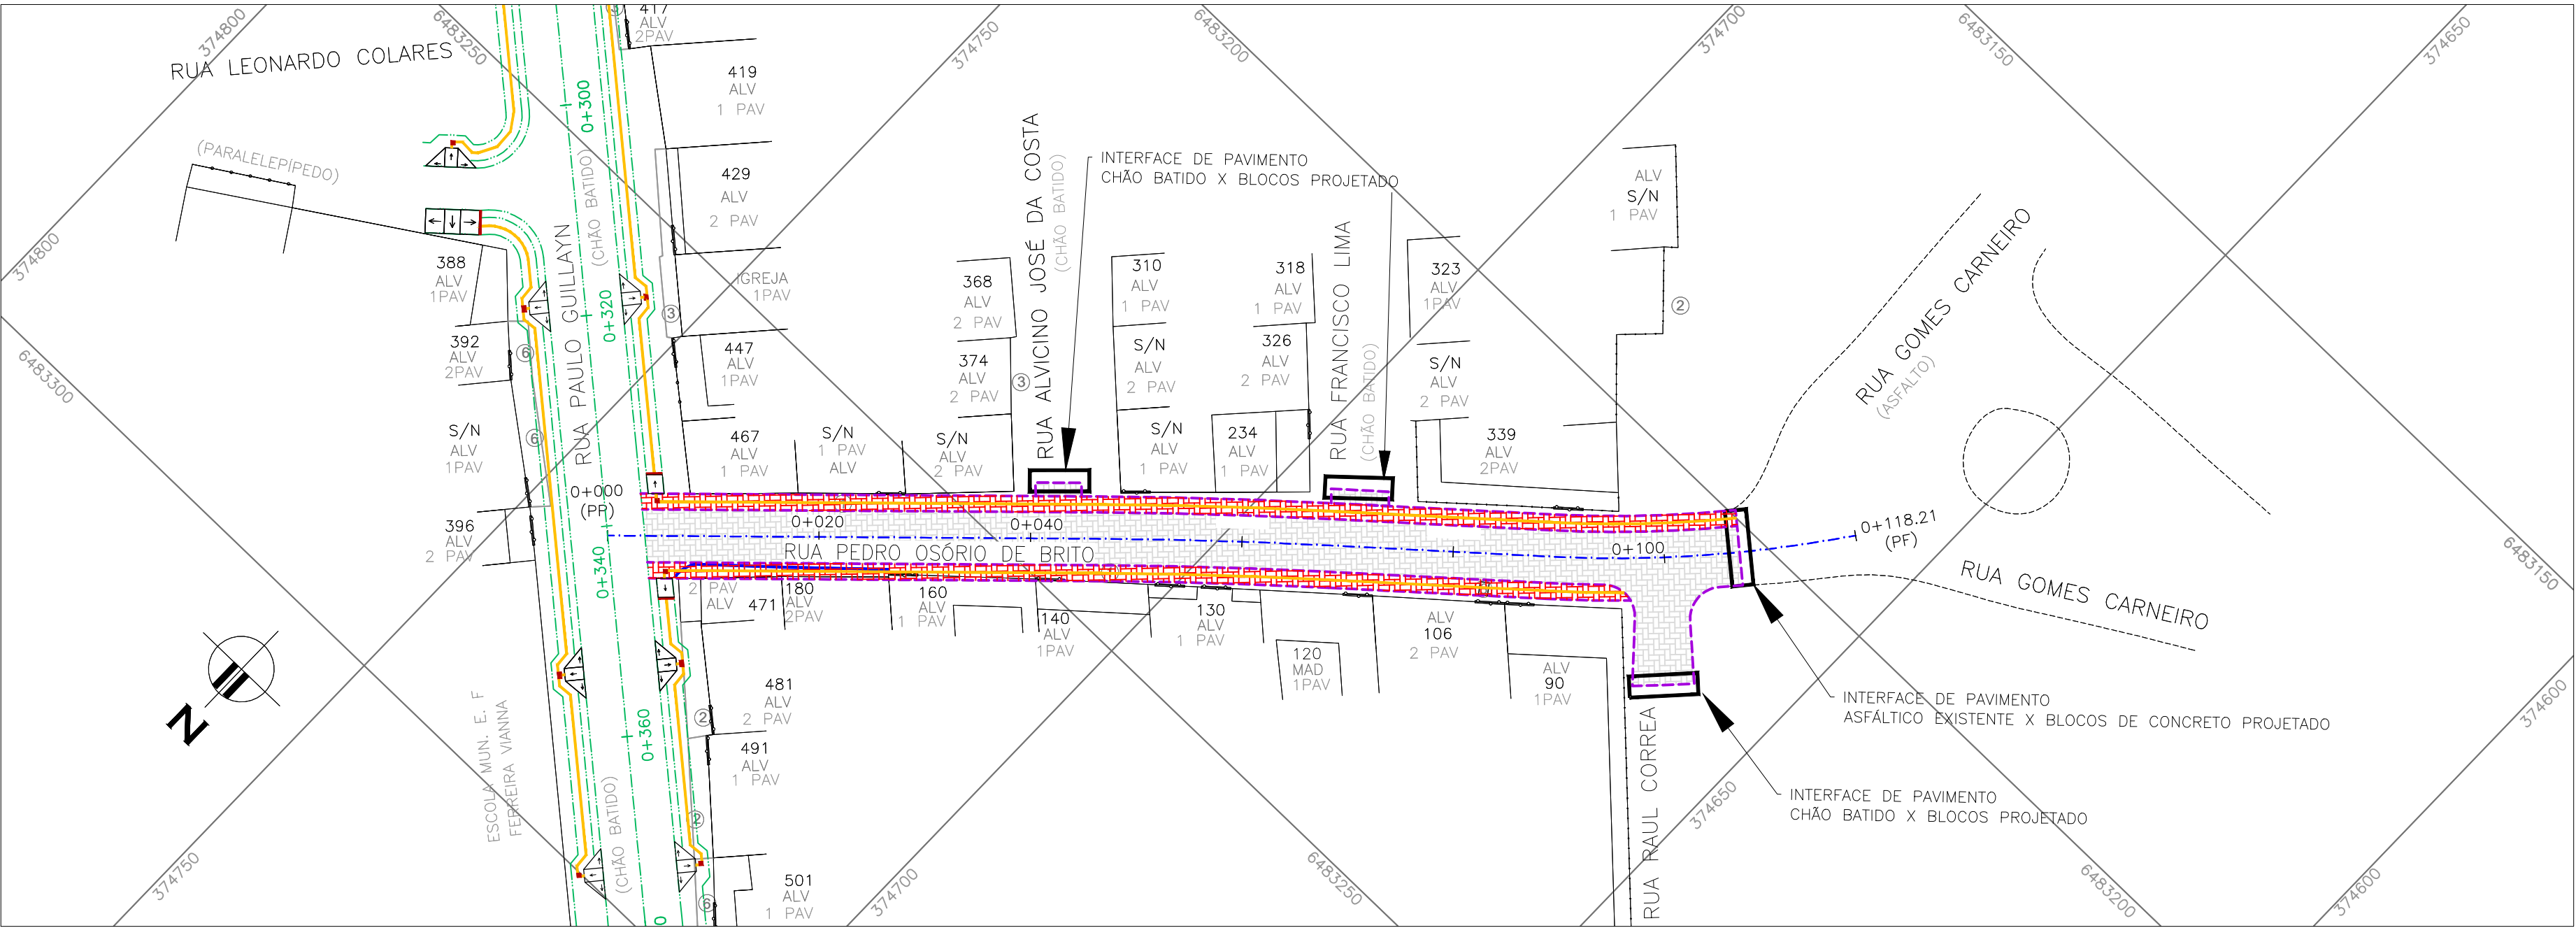 417
ALV
2PAV
374800
6483250
374750
6483200
374700
6483150
374650
RUA LEONARDO COLARES
(PARALELEPÍPEDO)
0+300
(CHÃO BATIDO)
RUA PAULO GUILLAYN
0+320
419
ALV
1 PAV
429
ALV
2 PAV
IGREJA
1PAV
3
447
ALV
1PAV
467
ALV
1 PAV
S/N
1 PAV
ALV
S/N
ALV
2 PAV
368
ALV
2 PAV
374
ALV
2 PAV
3
RUA ALVICINO JOSÉ DA COSTA
(CHÃO BATIDO)
INTERFACE DE PAVIMENTO
CHÃO BATIDO X BLOCOS PROJETADO
310
ALV
1 PAV
S/N
ALV
2 PAV
S/N
ALV
1 PAV
318
ALV
1 PAV
326
ALV
2 PAV
234
ALV
1 PAV
RUA FRANCISCO LIMA
(CHÃO BATIDO)
323
ALV
1PAV
S/N
ALV
2 PAV
339
ALV
2PAV
ALV
S/N
1 PAV
2
RUA GOMES CARNEIRO
(ASFALTO)
374800
6483300
388
ALV
1PAV
392
ALV
2PAV
6
S/N
ALV
1PAV
6
396
ALV
2 PAV
0+000
(PP)
0+020
0+040
0+100
0+118.21
(PF)
RUA PEDRO OSÓRIO DE BRITO
RUA GOMES CARNEIRO
6483150
0+340
2 PAV
ALV
471
180
ALV
2PAV
160
ALV
1 PAV
140
ALV
1PAV
130
ALV
1 PAV
120
MAD
1PAV
ALV
106
2 PAV
ALV
90
1PAV
481
ALV
2 PAV
2
491
ALV
1 PAV
2
501
ALV
1 PAV
6
0+360
(CHÃO BATIDO)
0
ESCOLA MUN. E. F
FERREIRA VIANNA
N
RUA RAUL CORREA
INTERFACE DE PAVIMENTO
ASFÁLTICO EXISTENTE X BLOCOS DE CONCRETO PROJETADO
INTERFACE DE PAVIMENTO
CHÃO BATIDO X BLOCOS PROJETADO
374750
374700
6483250
374650
6483200
374600
374600